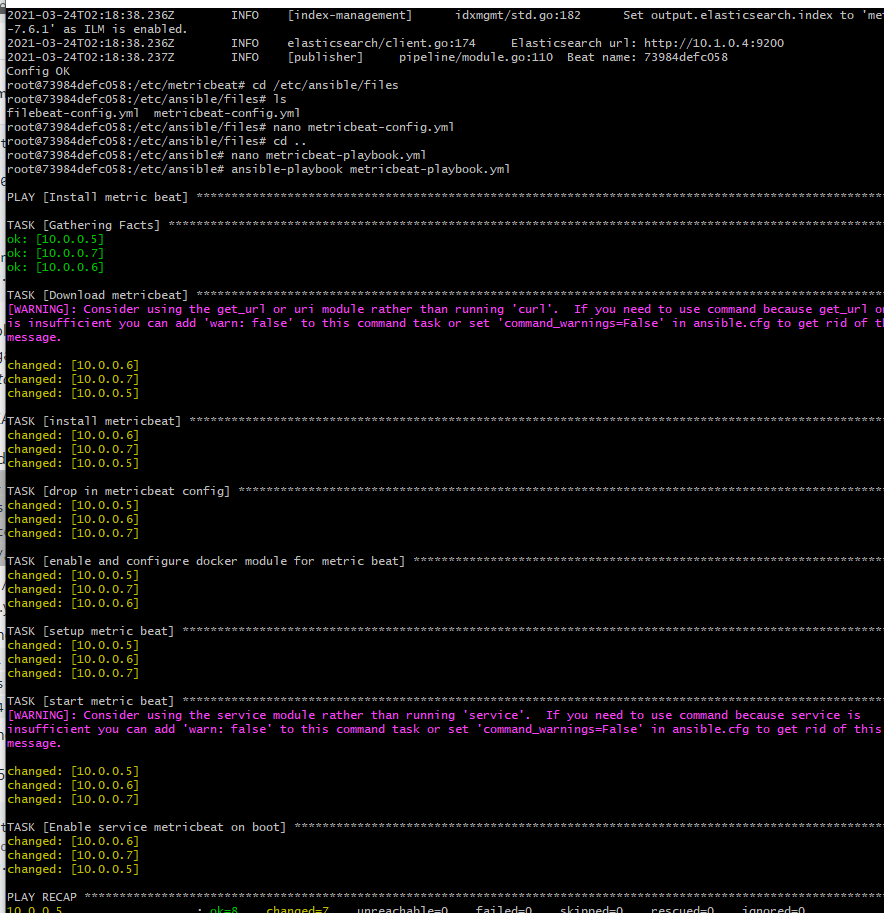 2021-03-24T02:18:38.236Z        INFO    [index-management]      idxmgmt/std.go:182      Set output.elasticsearch.index to 'me
-7.6.1' as ILM is enabled.
2021-03-24T02:18:38.236Z        INFO    elasticsearch/client.go:174     Elasticsearch url: http://10.1.0.4:9200
2021-03-24T02:18:38.237Z        INFO    [publisher]     pipeline/module.go:110  Beat name: 73984defc058
Config OK
root@73984defc058:/etc/metricbeat# cd /etc/ansible/files
root@73984defc058:/etc/ansible/files# ls
filebeat-config.yml  metricbeat-config.yml
root@73984defc058:/etc/ansible/files# nano metricbeat-config.yml
root@73984defc058:/etc/ansible/files# cd ..
root@73984defc058:/etc/ansible# nano metricbeat-playbook.yml
root@73984defc058:/etc/ansible# ansible-playbook metricbeat-playbook.yml
PLAY [Install metric beat] **************************************************************************************************
TASK [Gathering Facts] ******************************************************************************************************
ok: [10.0.0.5]
ok: [10.0.0.7]
ok: [10.0.0.6]
TASK [Download metricbeat] **************************************************************************************************
[WARNING]: Consider using the get_url or uri module rather than running 'curl'.  If you need to use command because get_url o
is insufficient you can add 'warn: false' to this command task or set 'command_warnings=False' in ansible.cfg to get rid of t
message.
changed: [10.0.0.6]
changed: [10.0.0.7]
changed: [10.0.0.5]
TASK [install metricbeat] ***************************************************************************************************
changed: [10.0.0.6]
changed: [10.0.0.7]
changed: [10.0.0.5]
TASK [drop in metricbeat config] ********************************************************************************************
changed: [10.0.0.5]
changed: [10.0.0.6]
changed: [10.0.0.7]
TASK [enable and configure docker module for metric beat] *******************************************************************
changed: [10.0.0.5]
changed: [10.0.0.7]
changed: [10.0.0.6]
TASK [setup metric beat] ****************************************************************************************************
changed: [10.0.0.5]
changed: [10.0.0.6]
changed: [10.0.0.7]
TASK [start metric beat] ****************************************************************************************************
[WARNING]: Consider using the service module rather than running 'service'.  If you need to use command because service is
insufficient you can add 'warn: false' to this command task or set 'command_warnings=False' in ansible.cfg to get rid of this
message.
changed: [10.0.0.5]
changed: [10.0.0.6]
changed: [10.0.0.7]
TASK [Enable service metricbeat on boot] ************************************************************************************
changed: [10.0.0.6]
changed: [10.0.0.7]
changed: [10.0.0.5]
PLAY RECAP ******************************************************************************************************************
10.0.0.5                   : ok=8    changed=7    unreachable=0    failed=0    skipped=0    rescued=0    ignored=0